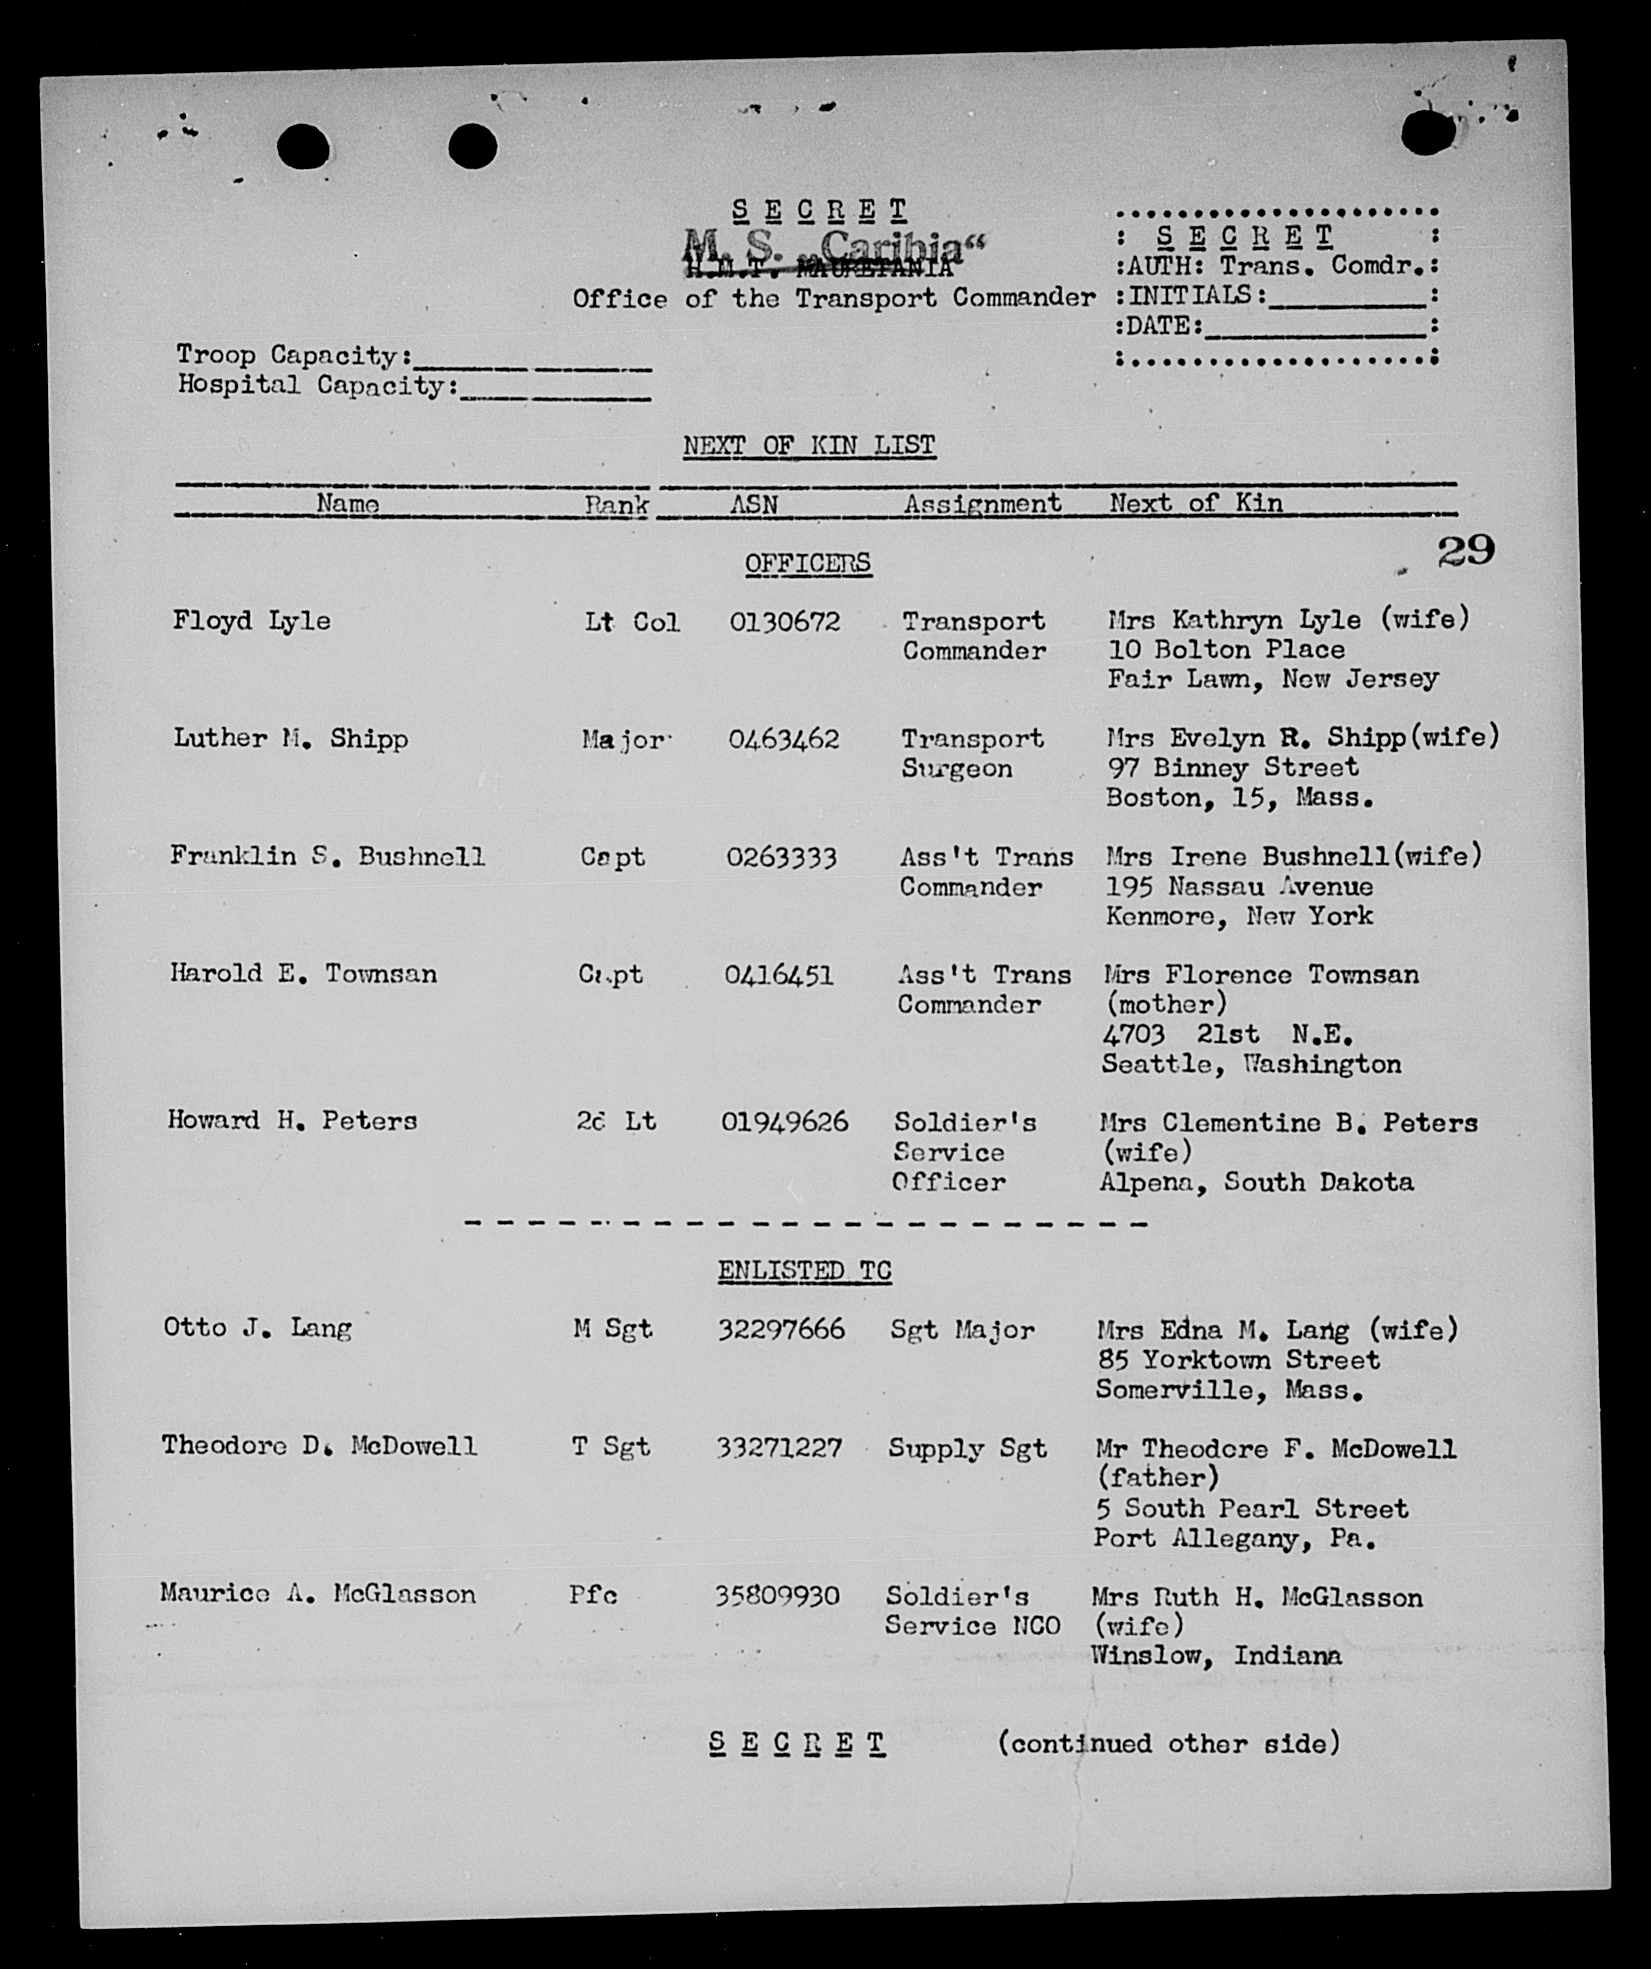 S E C R E T
M. S. „Caribia“
H.M.T. MAURETANIA
Office of the Transport Commander
: S E C R E T :
:AUTH: Trans. Comdr.:
:INITIALS:__________:
:DATE:______________:
Troop Capacity:_______________
Hospital Capacity:____________
NEXT OF KIN LIST
Name Rank ASN Assignment Next of Kin
29
OFFICERS
Floyd Lyle Lt Col 0130672 Transport Mrs Kathryn Lyle (wife)
Commander 10 Bolton Place
Fair Lawn, New Jersey
Luther M. Shipp Major 0463462 Transport Mrs Evelyn R. Shipp(wife)
Surgeon 97 Binney Street
Boston, 15, Mass.
Franklin S. Bushnell Capt 0263333 Ass't Trans Mrs Irene Bushnell(wife)
Commander 195 Nassau Avenue
Kenmore, New York
Harold E. Townsan Capt 0416451 Ass't Trans Mrs Florence Townsan
Commander (mother)
4703 21st N.E.
Seattle, Washington
Howard H. Peters 2d Lt 01949626 Soldier's Mrs Clementine B. Peters
Service (wife)
Officer Alpena, South Dakota
- - - - - - - - - - - - - - - - - - - - - -
ENLISTED TC
Otto J. Lang M Sgt 32297666 Sgt Major Mrs Edna M. Lang (wife)
85 Yorktown Street
Somerville, Mass.
Theodore D. McDowell T Sgt 33271227 Supply Sgt Mr Theodore F. McDowell
(father)
5 South Pearl Street
Port Allegany, Pa.
Maurice A. McGlasson Pfc 35809930 Soldier's Mrs Ruth H. McGlasson
Service NCO (wife)
Winslow, Indiana
S E C R E T (continued other side)